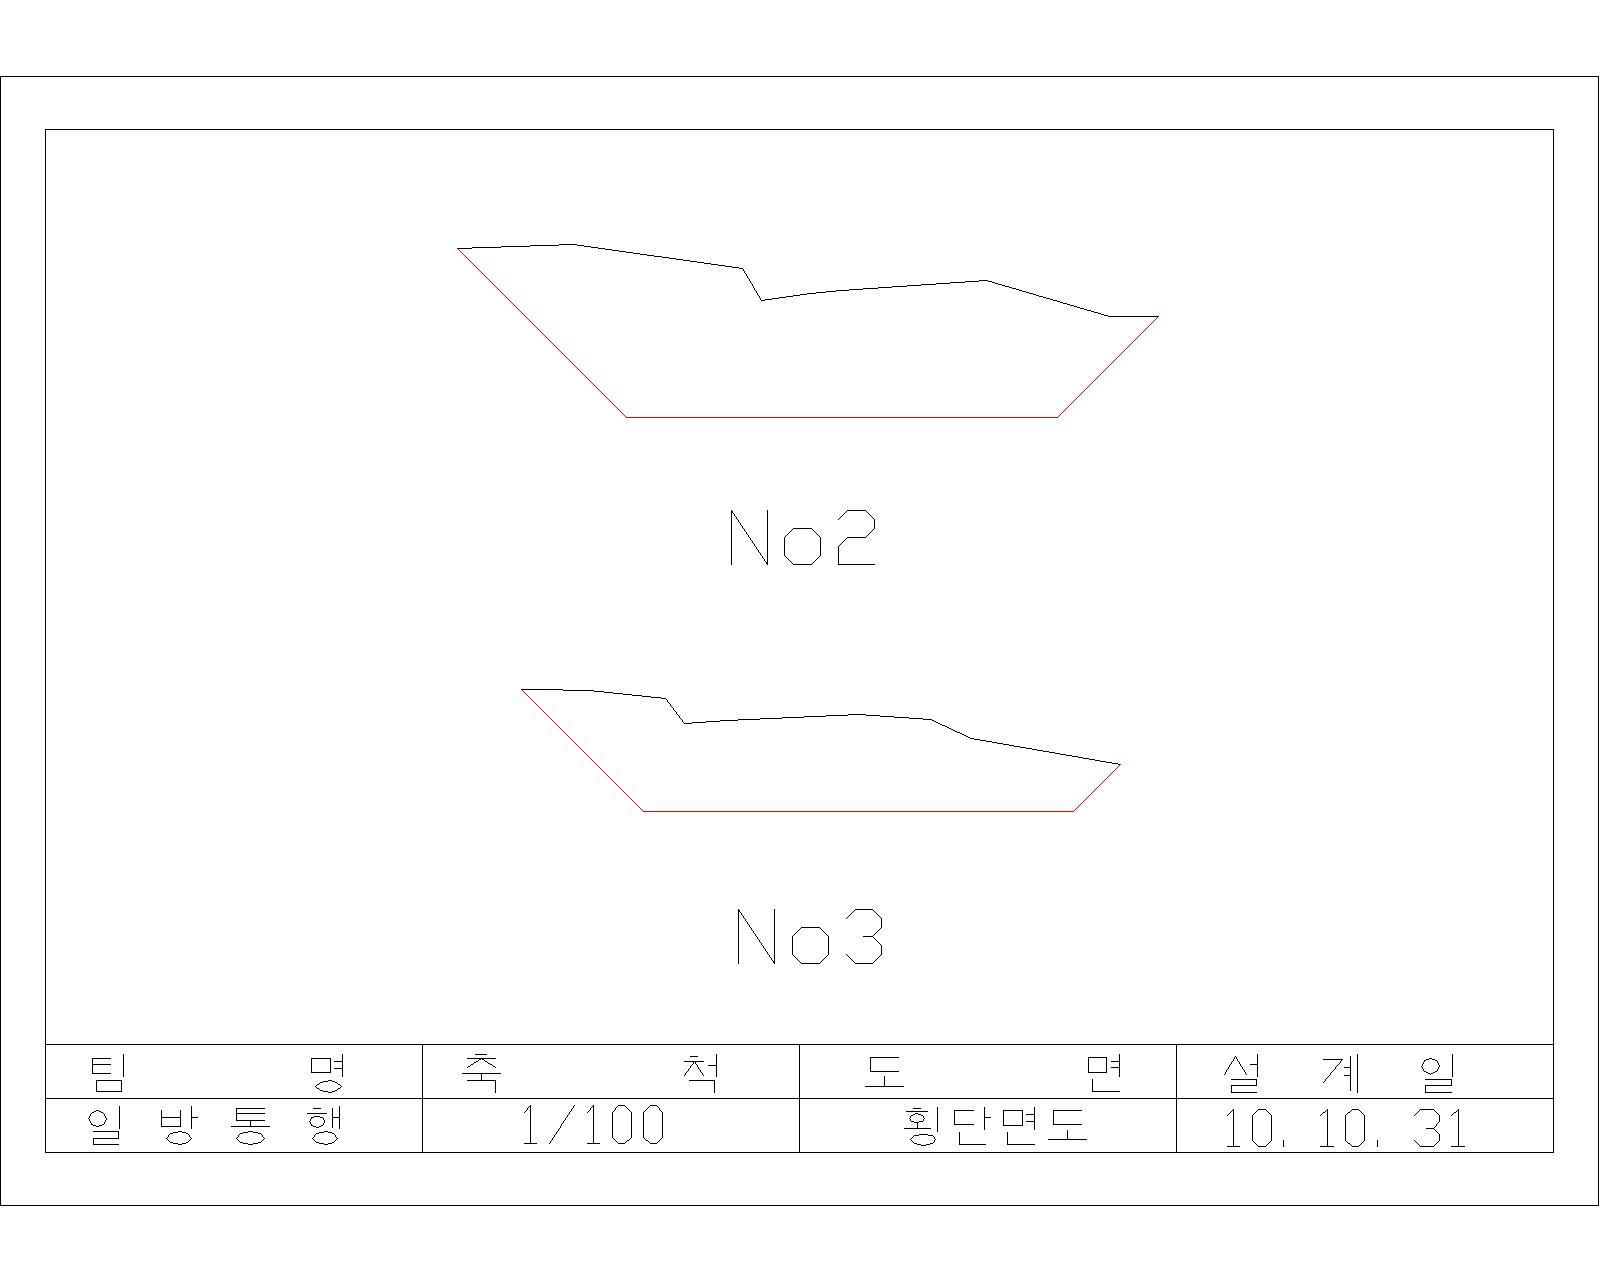 No2
No3
팀 명 축 척 도 면 설 계 일
일 방 통 행 1/100 횡단면도 10. 10. 31